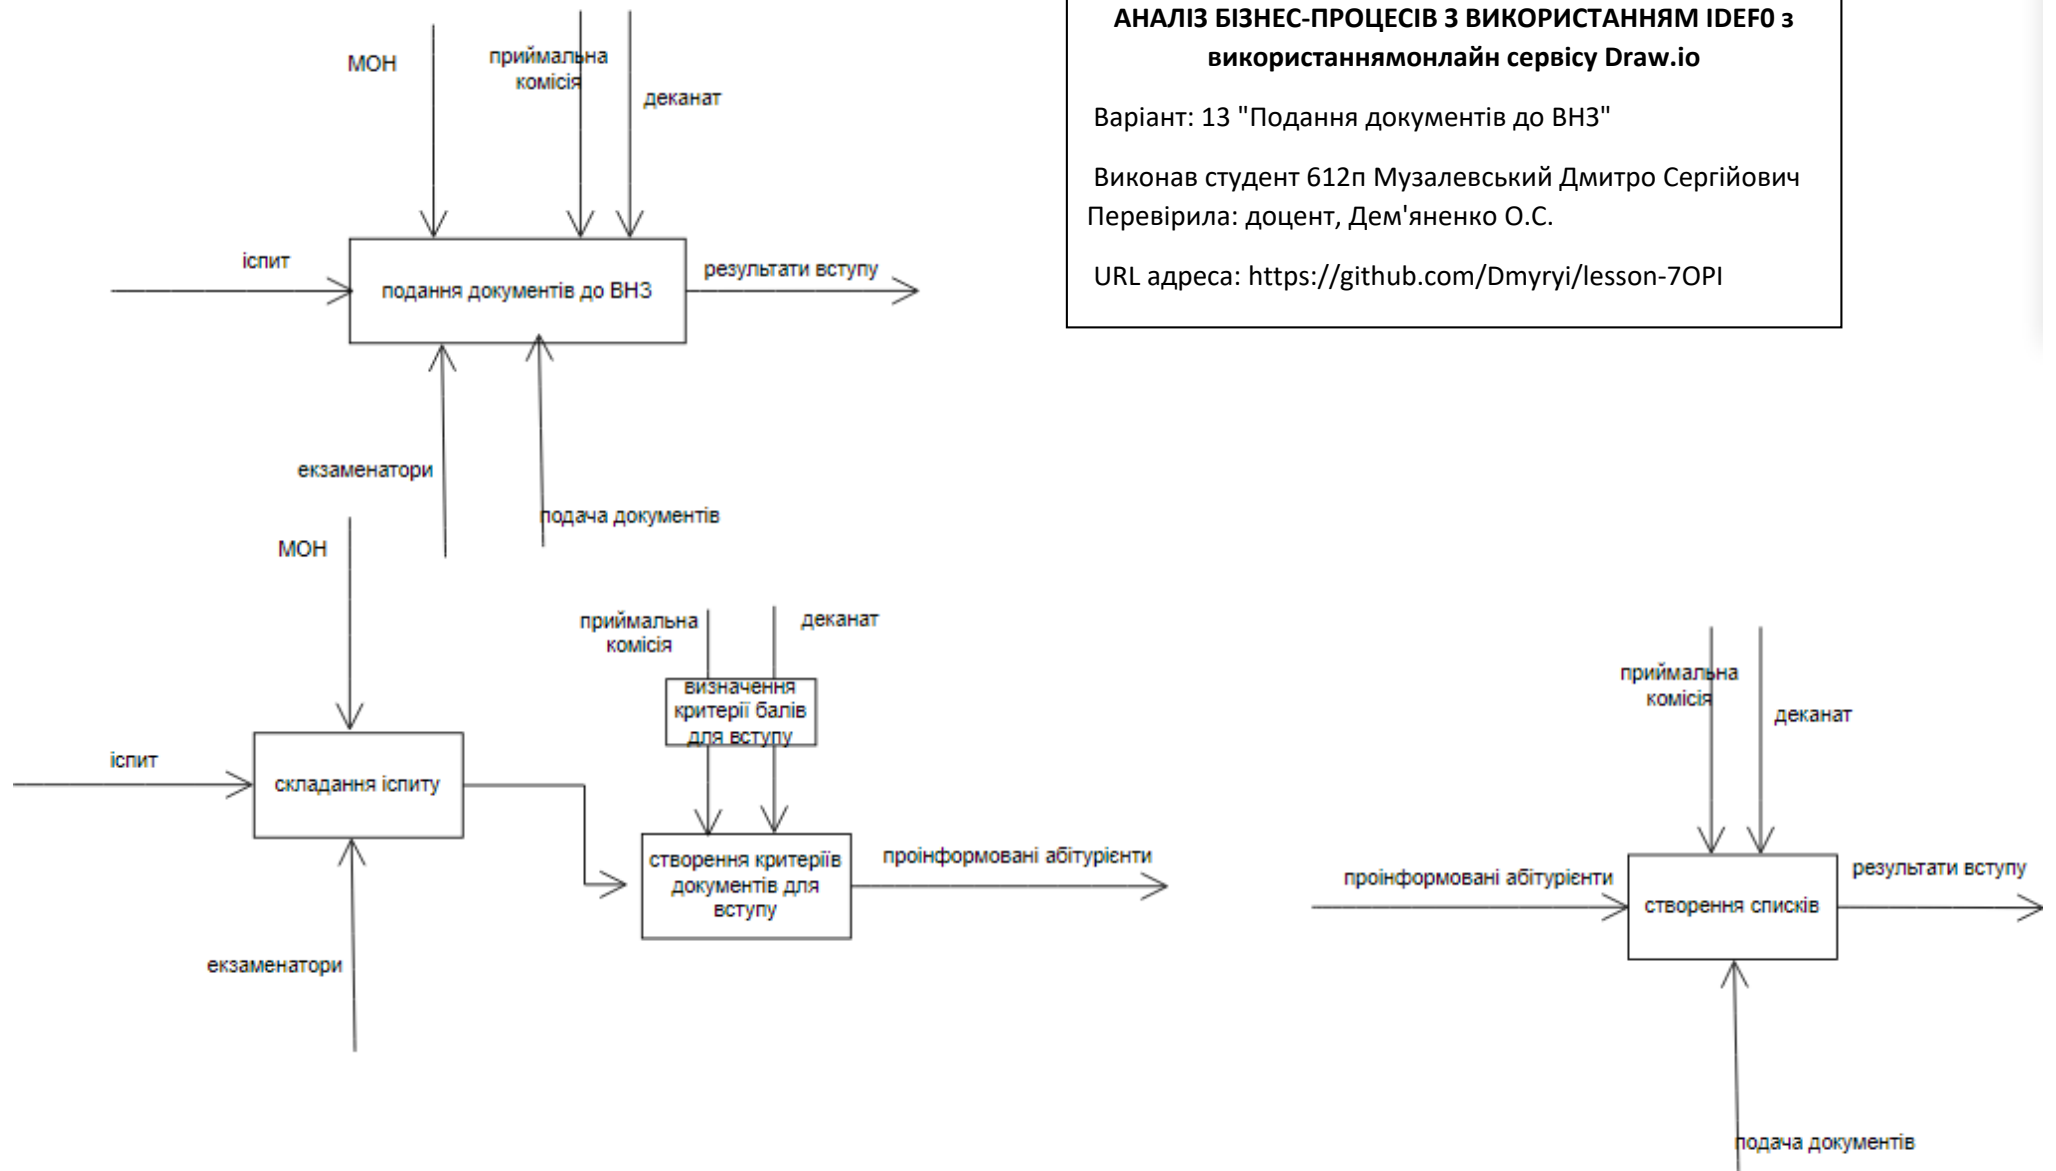 АНАЛІЗ БІЗНЕС-ПРОЦЕСІВ З ВИКОРИСТАННЯМ IDEF0 з
використаннямонлайн сервісу Draw.io
Варіант: 13 "Подання документів до ВНЗ"
Виконав студент 612п Музалевський Дмитро Сергійович
Перевірила: доцент, Дем'яненко О.С.
URL адреса: https://github.com/Dmyryi/lesson-7OPI
МОН
приймальна
комісія
деканат
іспит
подання документів до ВНЗ
результати вступу
екзаменатори
подача документів
МОН
іспит
складання іспиту
екзаменатори
приймальна
комісія
деканат
визначення
критерії балів
для вступу
створення критеріїв
документів для
вступу
проінформовані абітурієнти
приймальна
комісія
деканат
проінформовані абітурієнти
створення списків
результати вступу
подача документів